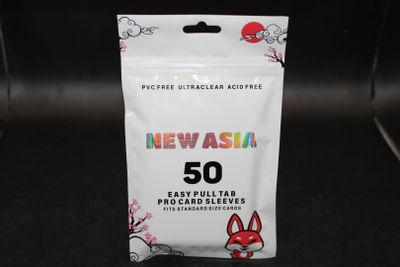 PVC FREE ULTRACLEAR ACID FREE
NEW ASIA
50
EASY PULL TAB
PRO CARD SLEEVES
FITS STANDARD SIZE CARDS